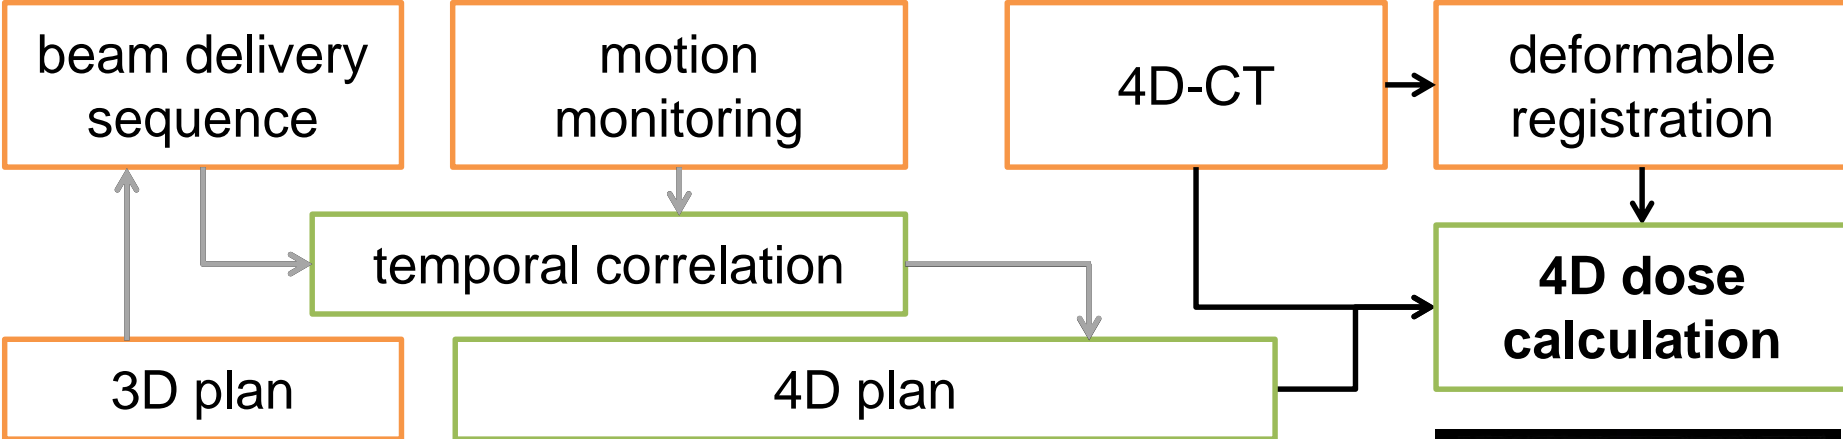 beam delivery
sequence
motion
monitoring
4D-CT
deformable
registration
temporal correlation
4D dose
calculation
3D plan
4D plan